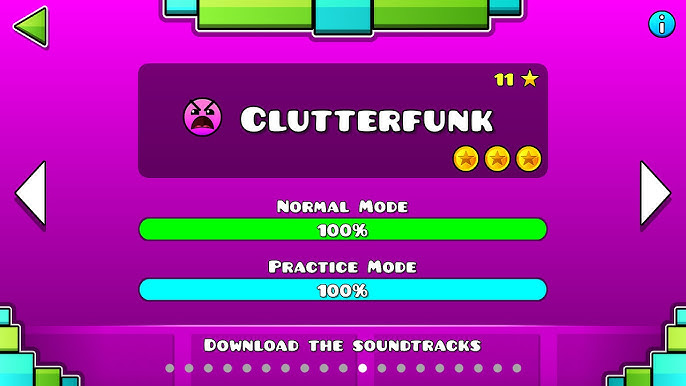 11
Clutterfunk
Normal Mode
100%
Practice Mode
100%
Download the soundtracks